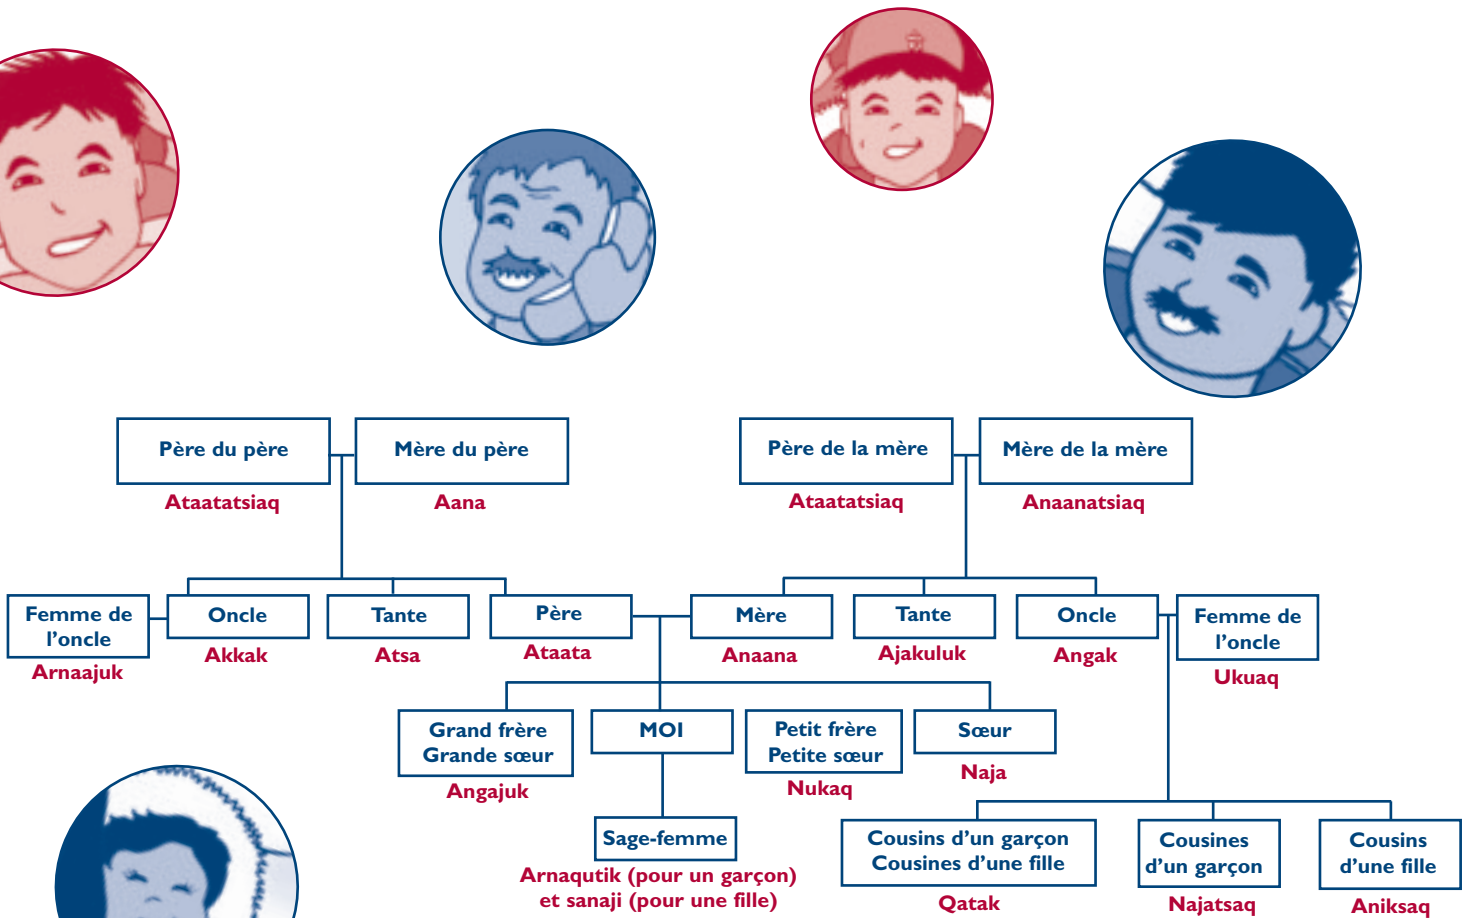 Père du père
Mère du père
Père de la mère
Mère de la mère
Ataatatsiaq
Aana
Ataatatsiaq
Anaanatsiaq
Femme de
l'oncle
Oncle
Tante
Père
Mère
Tante
Oncle
Femme de
l'oncle
Arnaajuk
Akkak
Atsa
Ataata
Anaana
Ajakuluk
Angak
Ukuaq
Grand frère
Grande sœur
MOI
Petit frère
Petite sœur
Sœur
Angajuk
Nukaq
Naja
Sage-femme
Arnaqutik (pour un garçon)
et sanaji (pour une fille)
Cousins d'un garçon
Cousines d'une fille
Cousines
d'un garçon
Cousins
d'une fille
Qatak
Najatsaq
Aniksaq